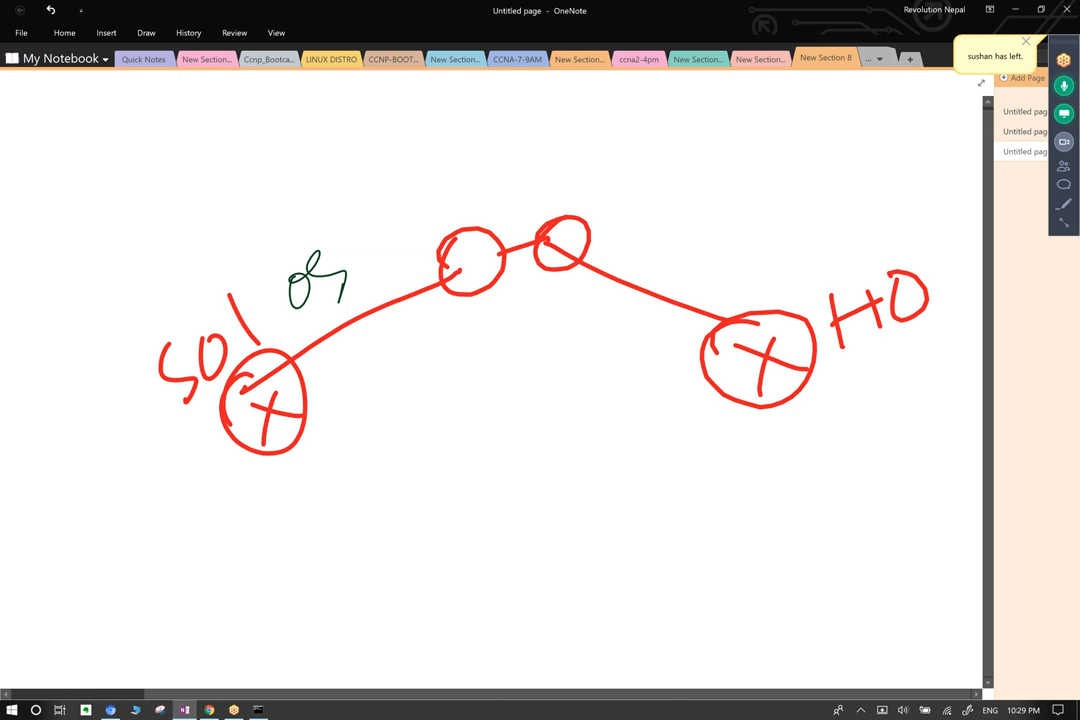 Untitled page - OneNote
Revolution Nepal
File Home Insert Draw History Review View
My Notebook
Quick Notes New Section... Ccnp_Bootca... LINUX DISTRO CCNP-BOOT... New Section... CCNA-7-9AM New Section... ccna2-4pm New Section... New Section... New Section 8 ... +
sushan has left.
Add Page
Untitled pag
Untitled pag
Untitled pag
HO
SO
X
X
ENG 10:29 PM